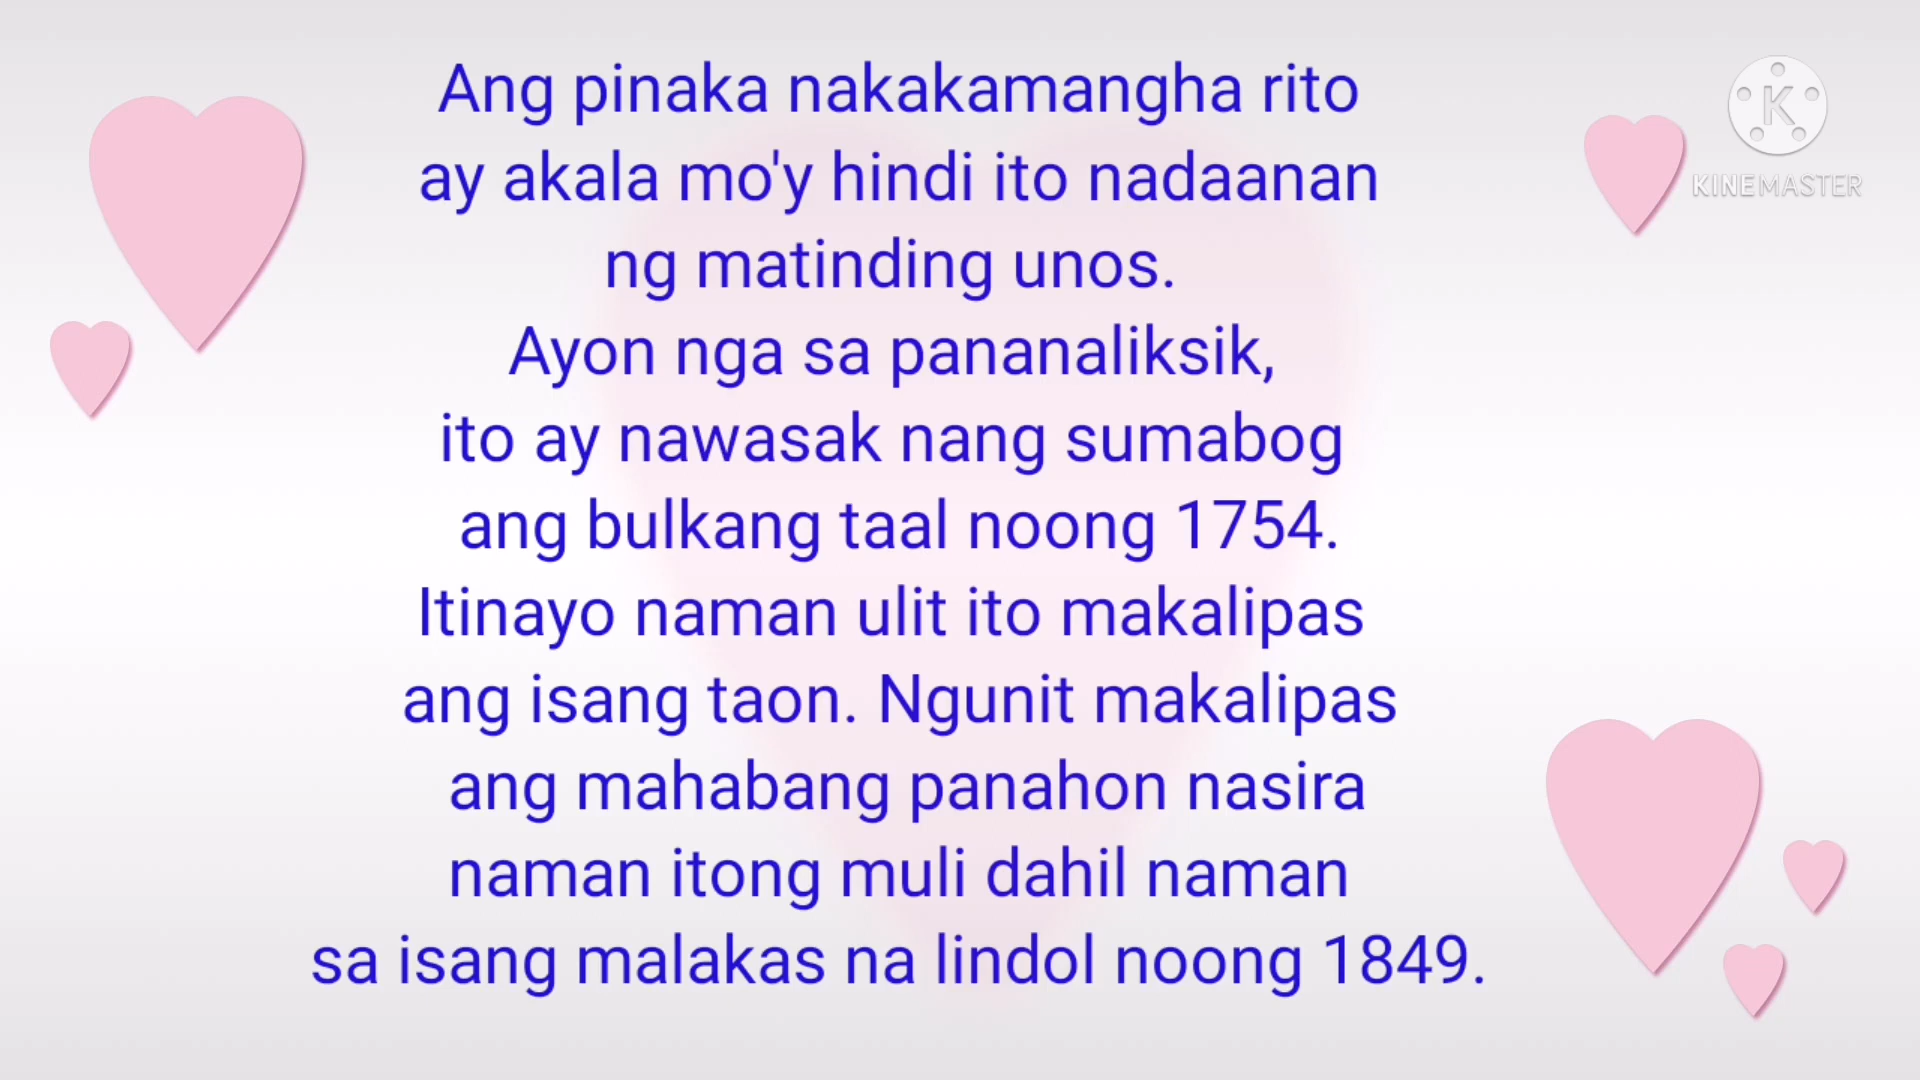 Ang pinaka nakakamangha rito
ay akala mo'y hindi ito nadaanan
ng matinding unos.
Ayon nga sa pananaliksik,
ito ay nawasak nang sumabog
ang bulkang taal noong 1754.
Itinayo naman ulit ito makalipas
ang isang taon. Ngunit makalipas
ang mahabang panahon nasira
naman itong muli dahil naman
sa isang malakas na lindol noong 1849.
K
KINEMASTER